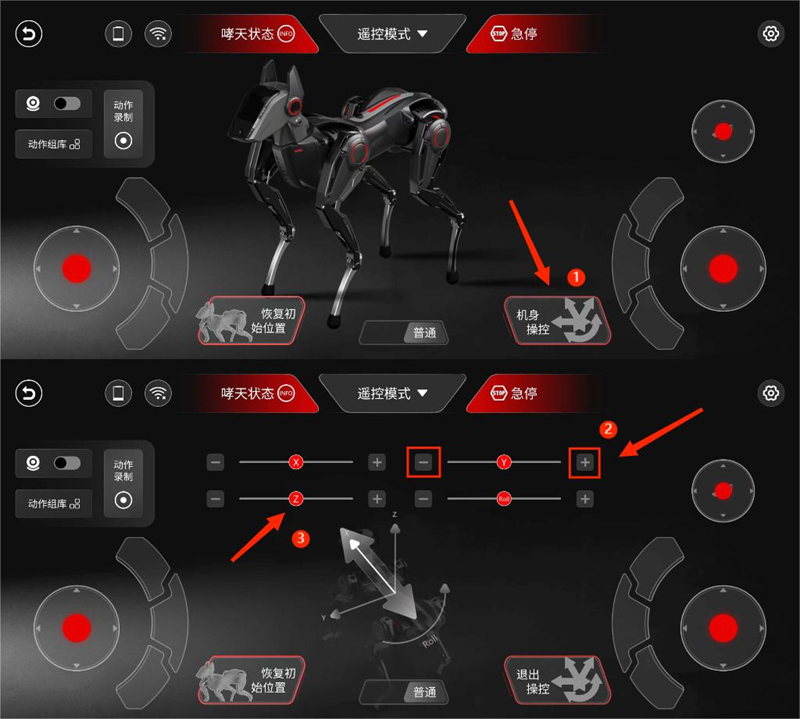 哮天状态 INFO
遥控模式
STOP 急停
动作
录制
动作组库
1
恢复初
始位置
普通
机身
操控
哮天状态 INFO
遥控模式
STOP 急停
2
X
Y
动作
录制
动作组库
Z
Roll
3
Z
Y
Roll
恢复初
始位置
普通
退出
操控